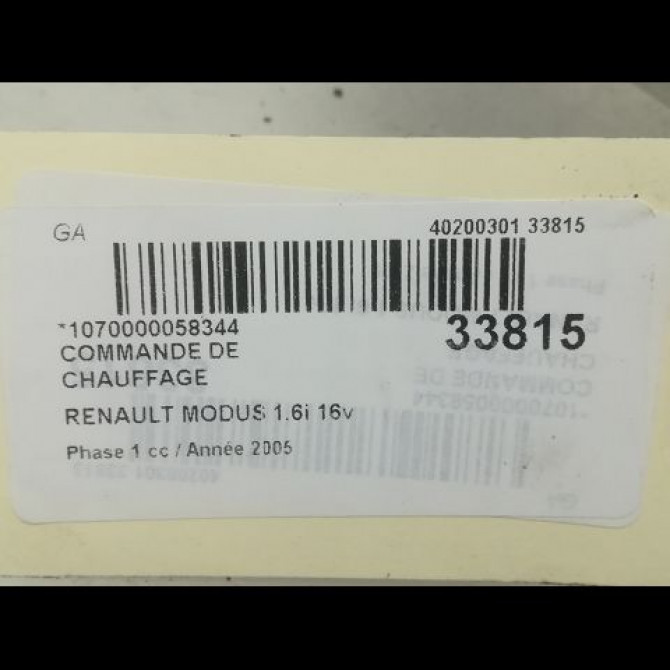 GA
40200301 33815
*1070000058344
33815
COMMANDE DE
CHAUFFAGE
RENAULT MODUS 1.6i 16v
Phase 1 cc / Année 2005